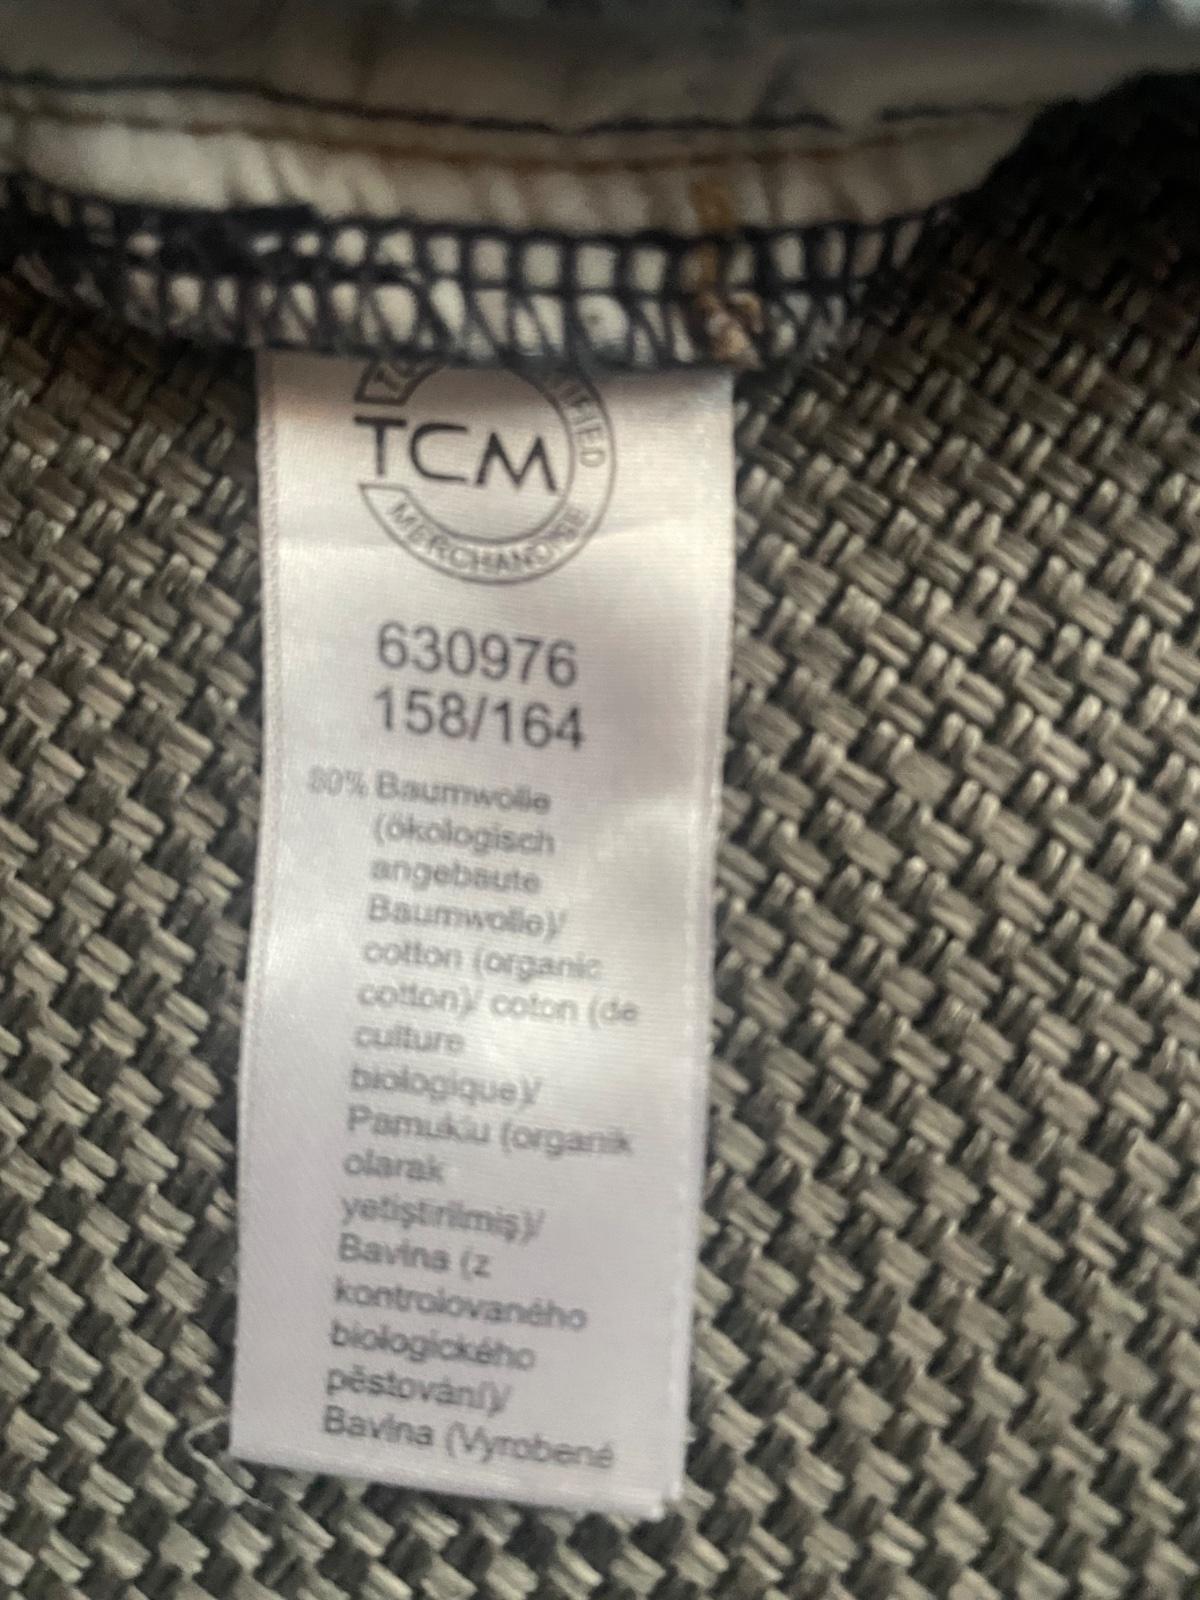 TCM
MERCHANDISE
630976
158/164
80% Baumwolle
(ökologisch
angebaute
Baumwolle)/
cotton (organic
cotton)/ coton (de
culture
biologique)/
Pamuklu (organik
olarak
yetiştirilmiş)/
Bavlna (z
kontrolovaného
biologického
pěstování)/
Bavlna (Vyrobené